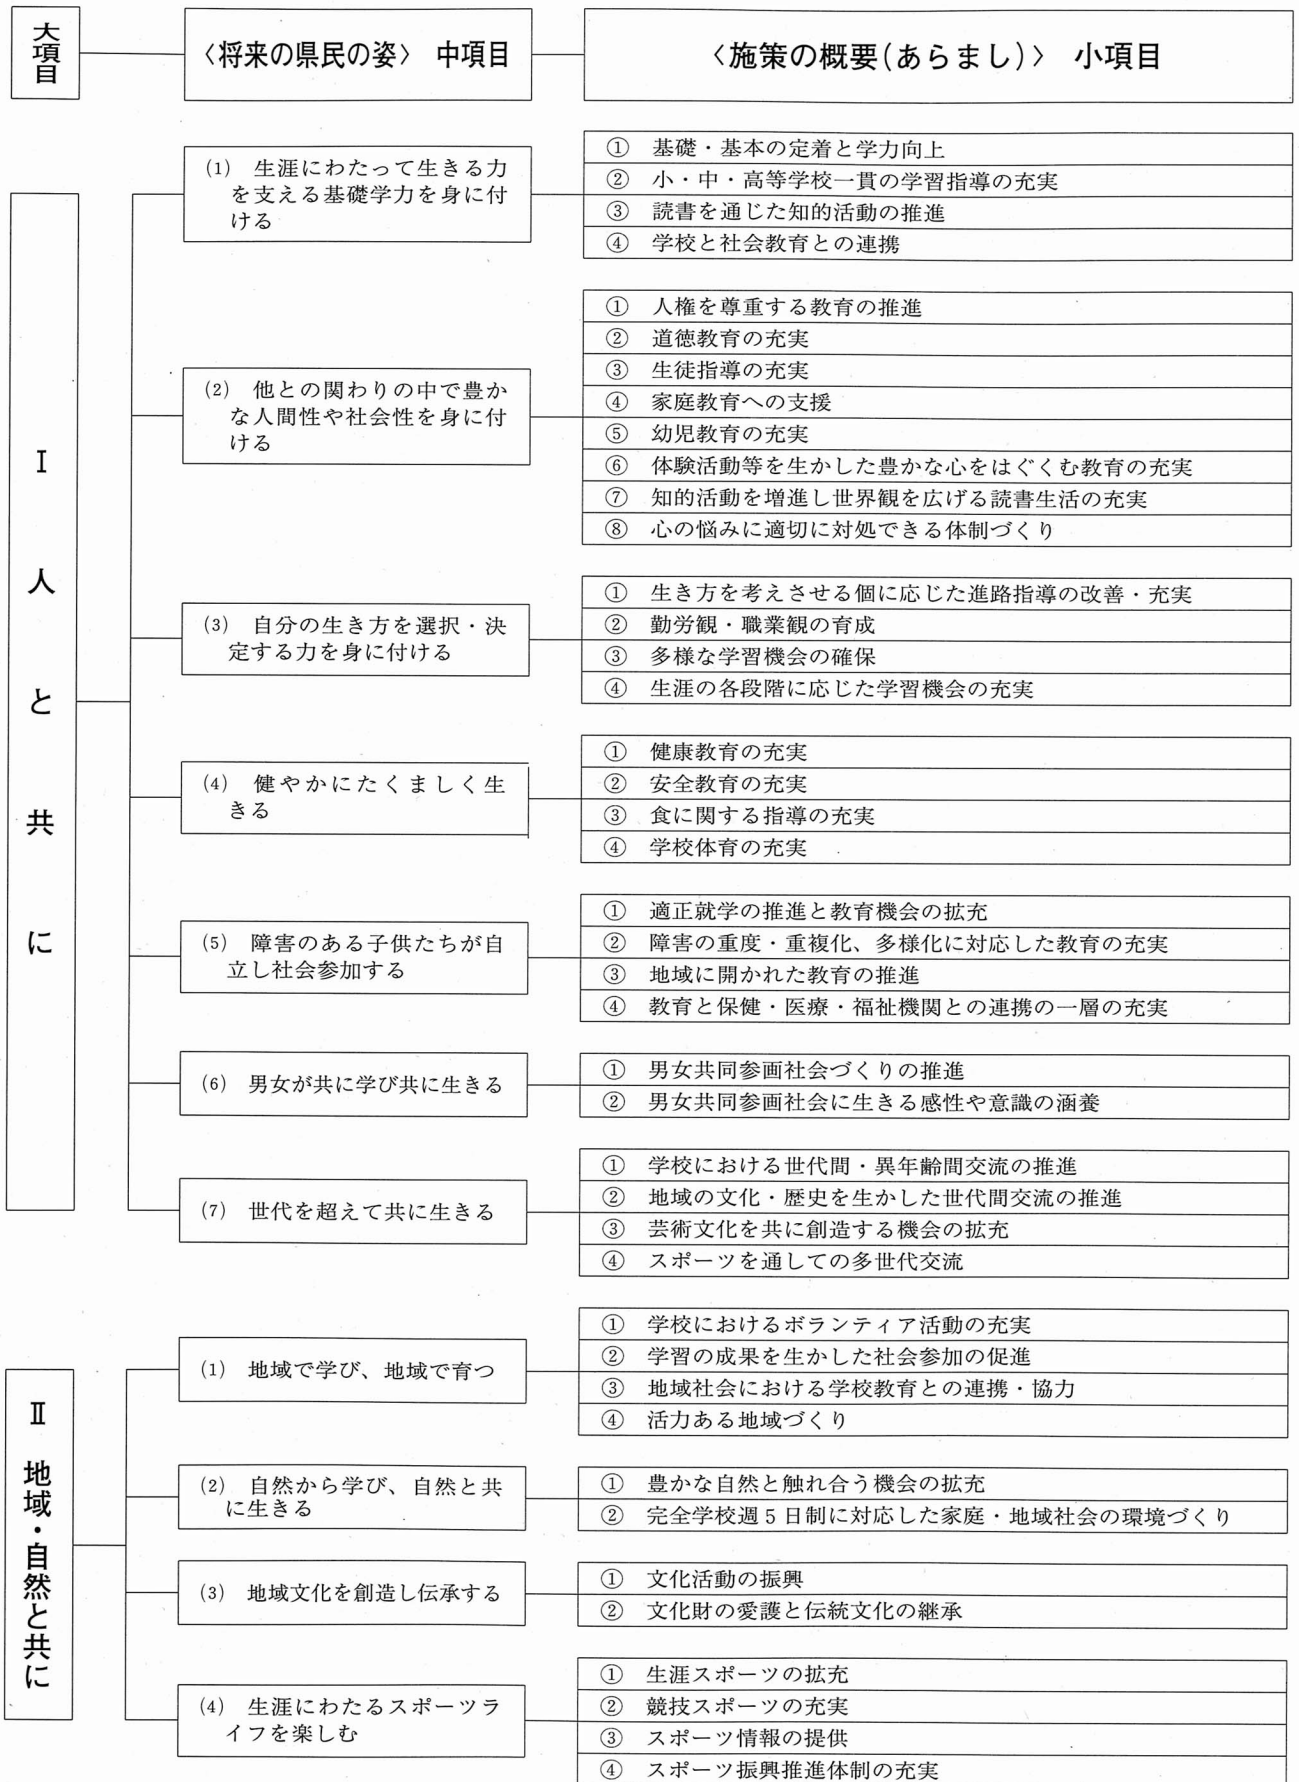 大項目
〈将来の県民の姿〉 中項目
〈施策の概要(あらまし)〉 小項目
Ⅰ 人と共に
(1) 生涯にわたって生きる力
を支える基礎学力を身に付
ける
① 基礎・基本の定着と学力向上
② 小・中・高等学校一貫の学習指導の充実
③ 読書を通じた知的活動の推進
④ 学校と社会教育との連携
(2) 他との関わりの中で豊か
な人間性や社会性を身に付
ける
① 人権を尊重する教育の推進
② 道徳教育の充実
③ 生徒指導の充実
④ 家庭教育への支援
⑤ 幼児教育の充実
⑥ 体験活動等を生かした豊かな心をはぐくむ教育の充実
⑦ 知的活動を増進し世界観を広げる読書生活の充実
⑧ 心の悩みに適切に対処できる体制づくり
(3) 自分の生き方を選択・決
定する力を身に付ける
① 生き方を考えさせる個に応じた進路指導の改善・充実
② 勤労観・職業観の育成
③ 多様な学習機会の確保
④ 生涯の各段階に応じた学習機会の充実
(4) 健やかにたくましく生
きる
① 健康教育の充実
② 安全教育の充実
③ 食に関する指導の充実
④ 学校体育の充実
(5) 障害のある子供たちが自
立し社会参加する
① 適正就学の推進と教育機会の拡充
② 障害の重度・重複化、多様化に対応した教育の充実
③ 地域に開かれた教育の推進
④ 教育と保健・医療・福祉機関との連携の一層の充実
(6) 男女が共に学び共に生きる
① 男女共同参画社会づくりの推進
② 男女共同参画社会に生きる感性や意識の涵養
(7) 世代を超えて共に生きる
① 学校における世代間・異年齢間交流の推進
② 地域の文化・歴史を生かした世代間交流の推進
③ 芸術文化を共に創造する機会の拡充
④ スポーツを通しての多世代交流
Ⅱ 地域・自然と共に
(1) 地域で学び、地域で育つ
① 学校におけるボランティア活動の充実
② 学習の成果を生かした社会参加の促進
③ 地域社会における学校教育との連携・協力
④ 活力ある地域づくり
(2) 自然から学び、自然と共
に生きる
① 豊かな自然と触れ合う機会の拡充
② 完全学校週5日制に対応した家庭・地域社会の環境づくり
(3) 地域文化を創造し伝承する
① 文化活動の振興
② 文化財の愛護と伝統文化の継承
(4) 生涯にわたるスポーツラ
イフを楽しむ
① 生涯スポーツの拡充
② 競技スポーツの充実
③ スポーツ情報の提供
④ スポーツ振興推進体制の充実